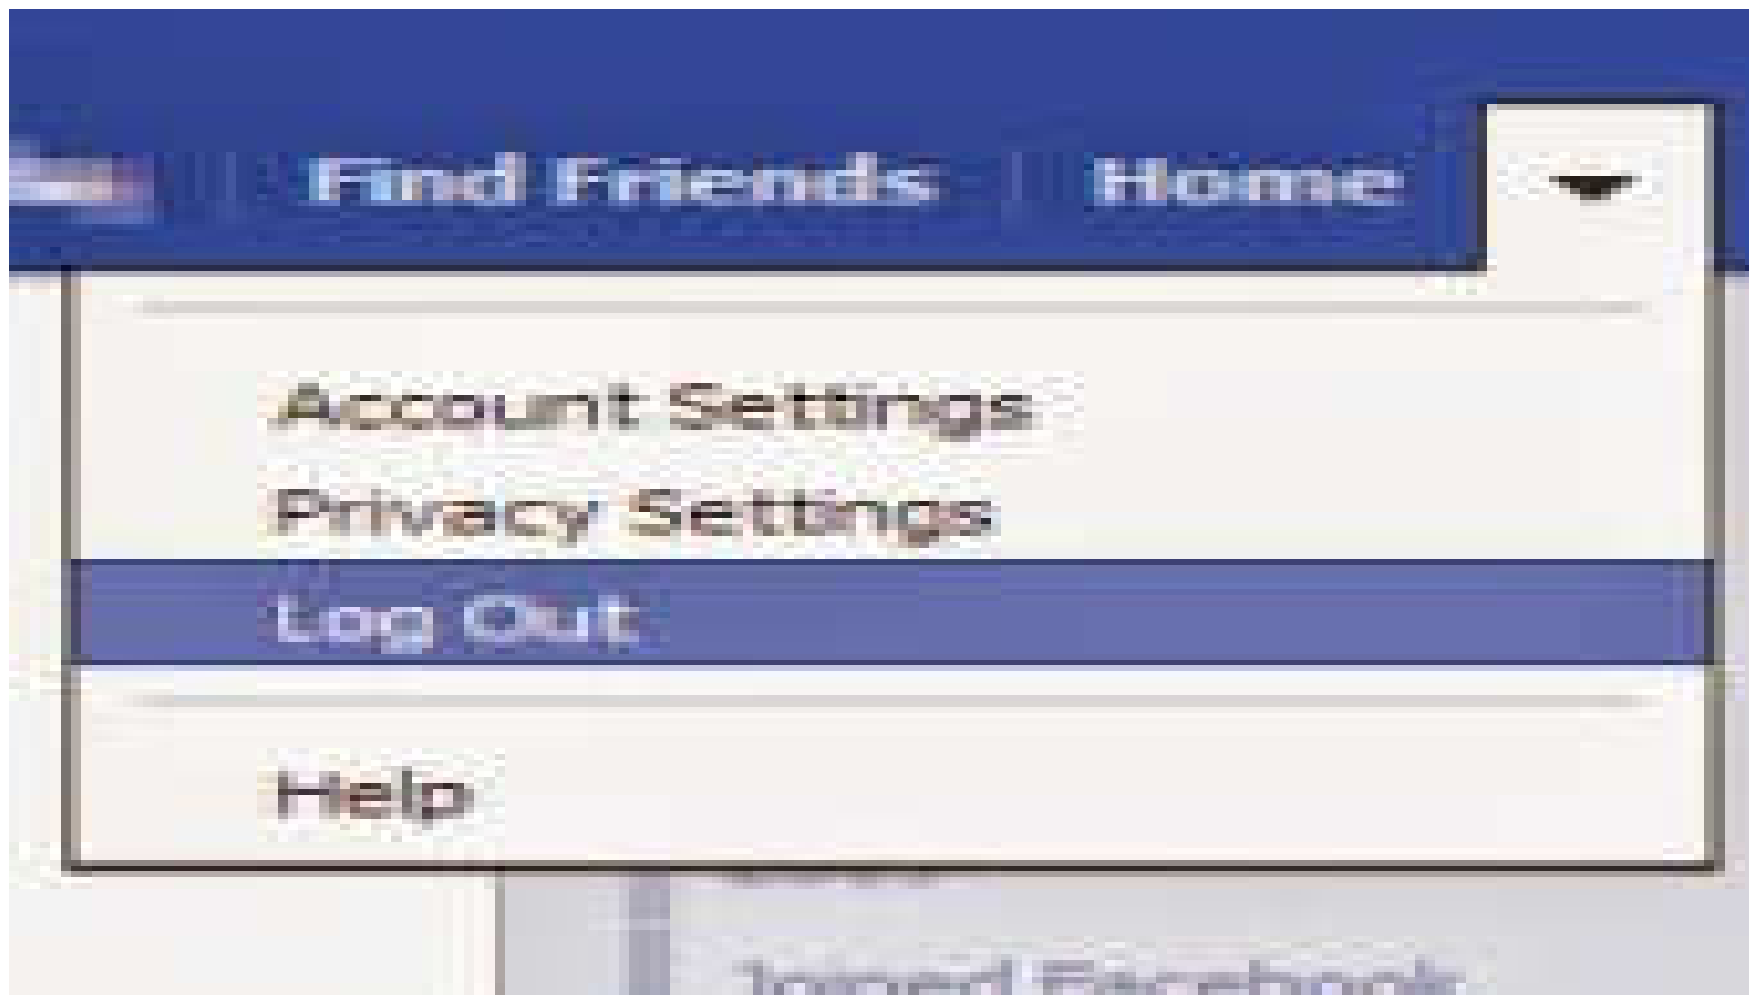 Find Friends Home
Account Settings
Privacy Settings
Log Out
Help
Joined Facebook